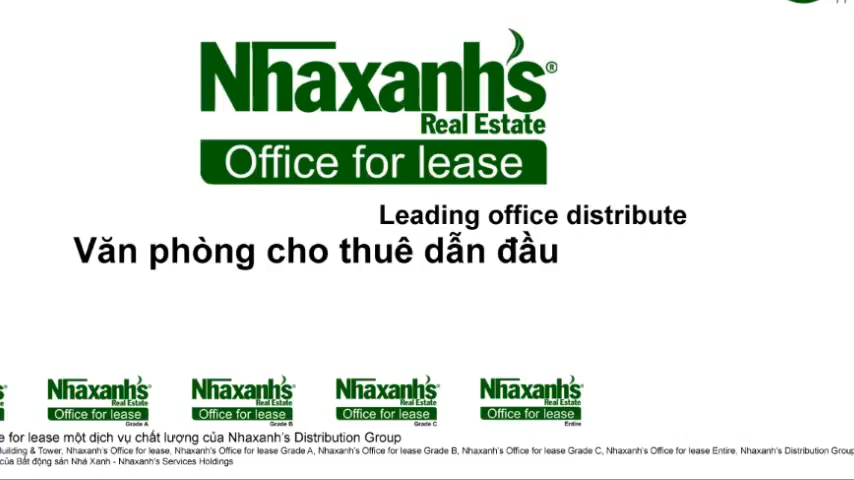 Nhaxanh's®
Real Estate
Office for lease
Leading office distribute
Văn phòng cho thuê dẫn đầu
Nhaxanh's Nhaxanh's Nhaxanh's Nhaxanh's
Real Estate Real Estate Real Estate Real Estate
Office for lease Office for lease Office for lease Office for lease
Grade A Grade B Grade C Entire
for lease một dịch vụ chất lượng của Nhaxanh's Distribution Group
Building & Tower, Nhaxanh's Office for lease, Nhaxanh's Office for lease Grade A, Nhaxanh's Office for lease Grade B, Nhaxanh's Office for lease Grade C, Nhaxanh's Office for lease Entire, Nhaxanh's Distribution Group
của Bất động sản Nhà Xanh - Nhaxanh's Services Holdings